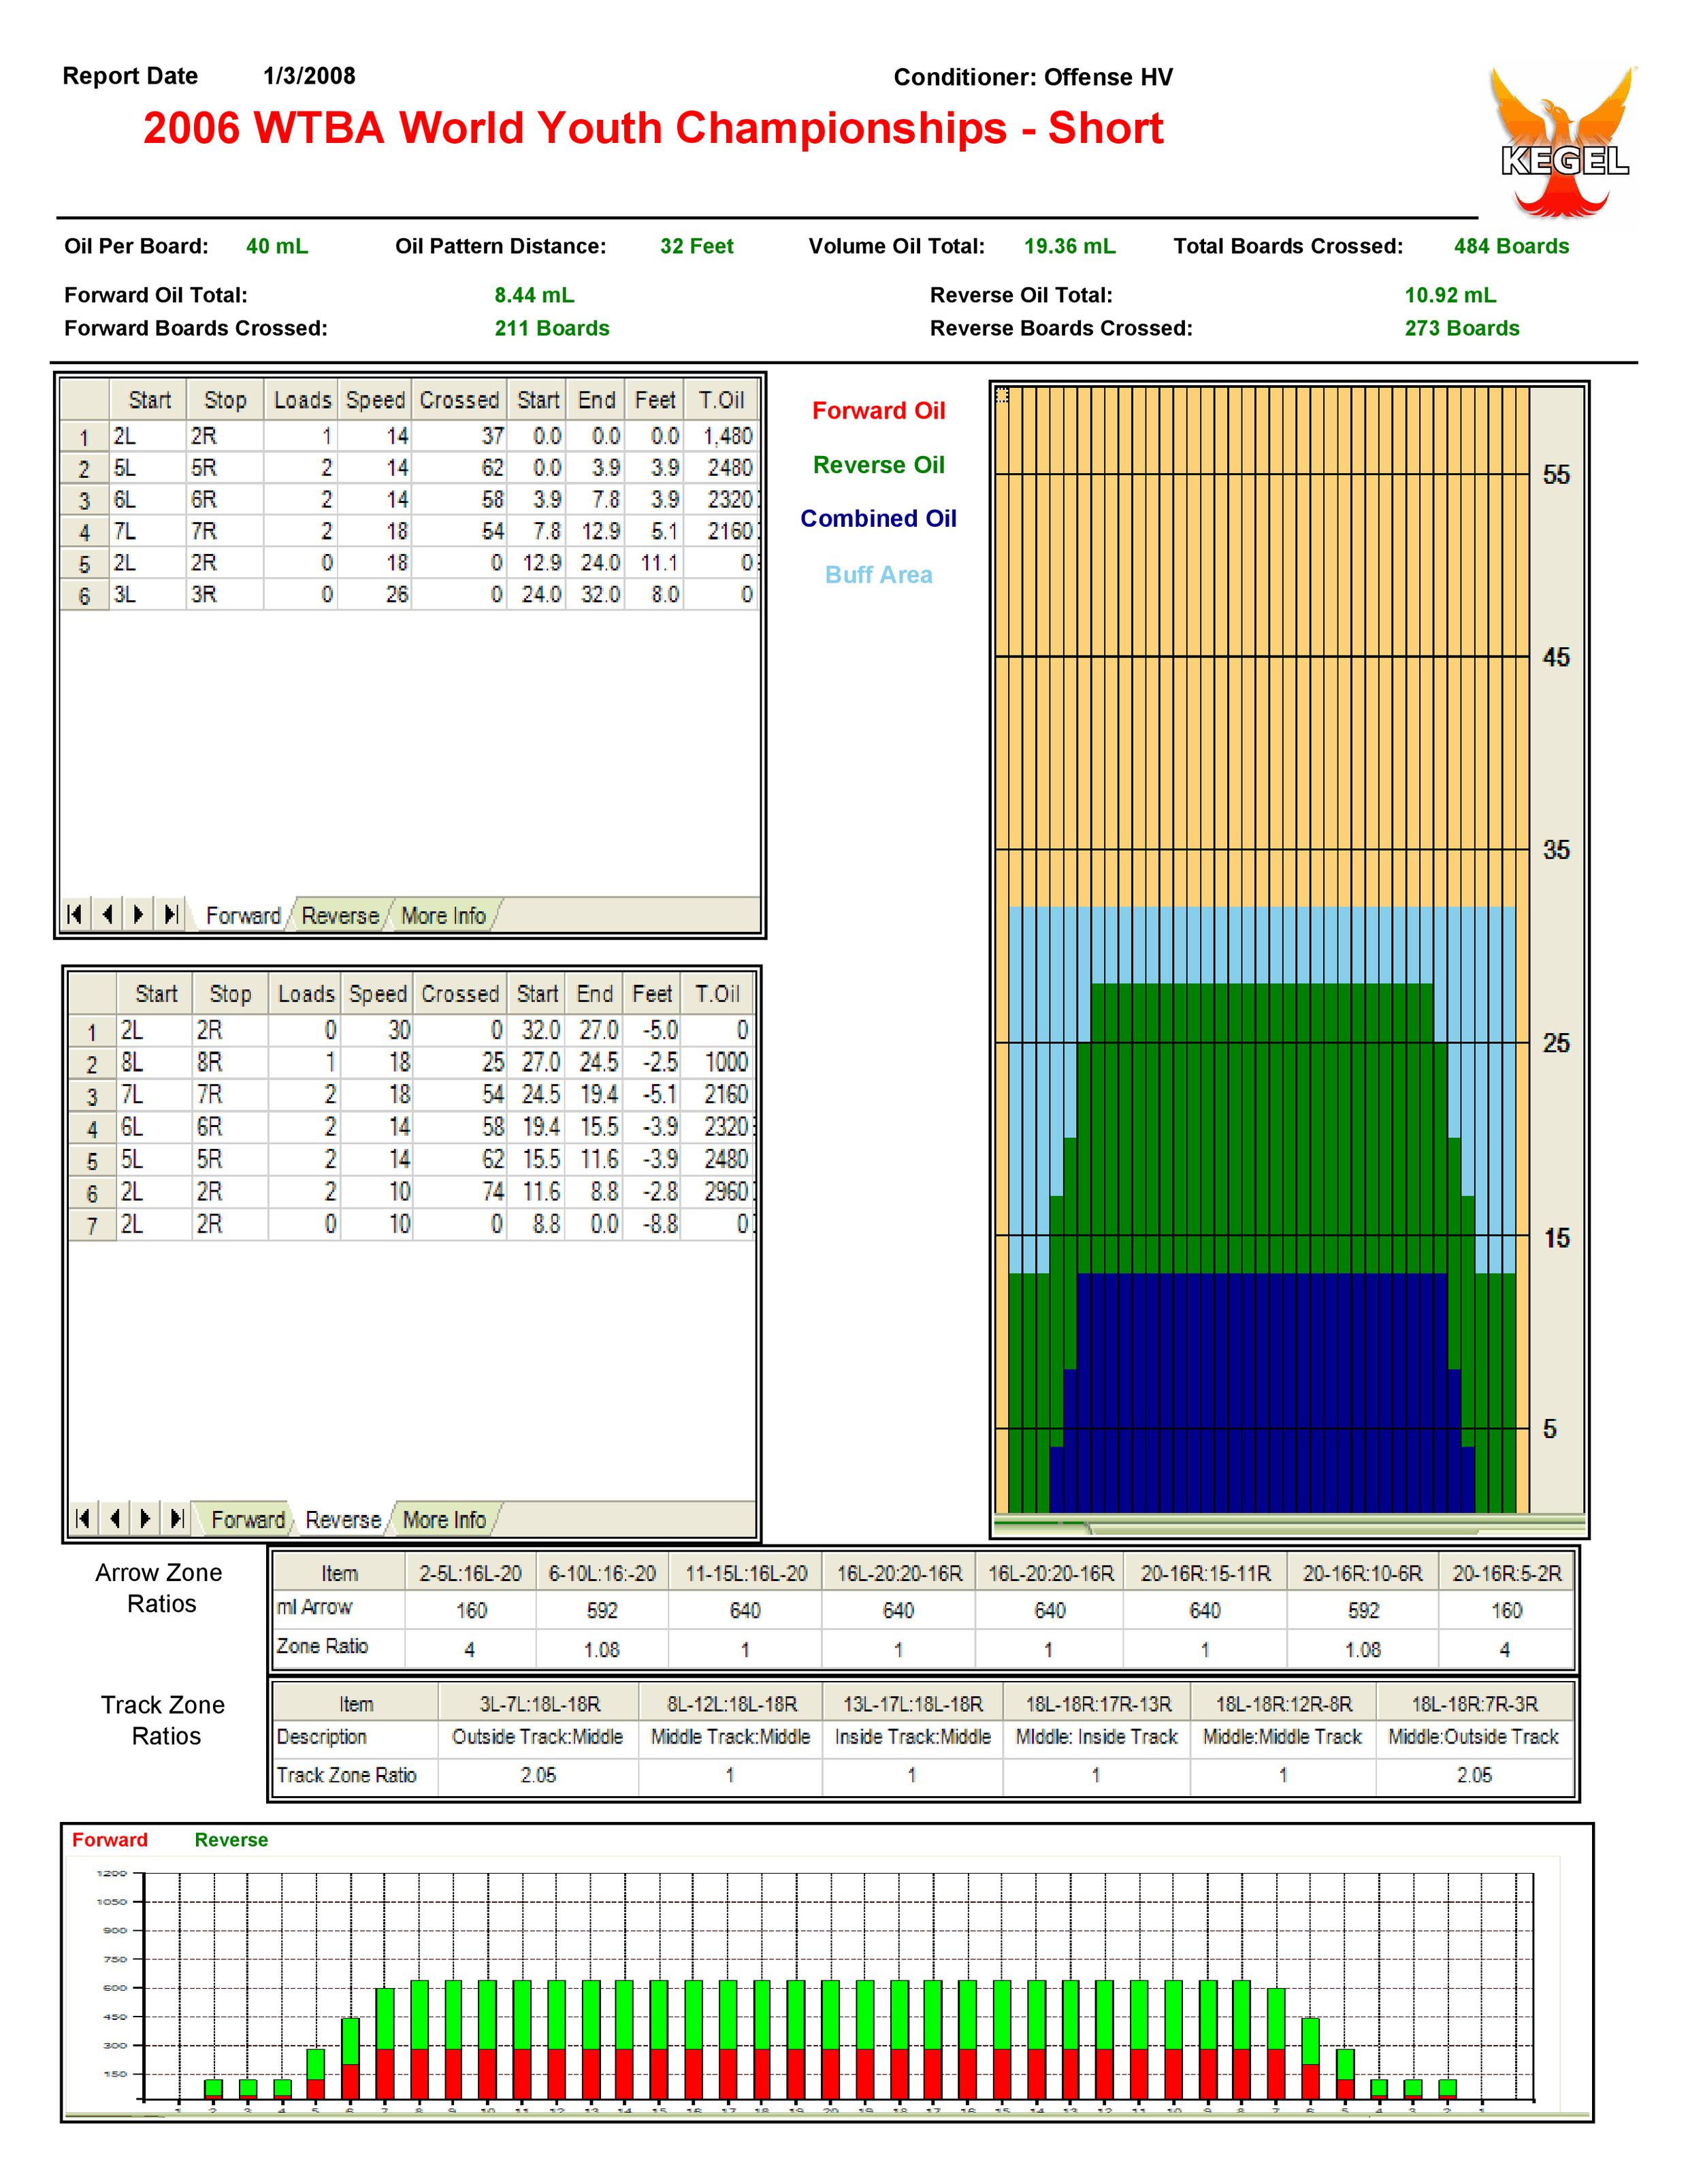 Report Date 1/3/2008 Conditioner: Offense HV
2006 WTBA World Youth Championships - Short
KEGEL
Oil Per Board: 40 mL Oil Pattern Distance: 32 Feet Volume Oil Total: 19.36 mL Total Boards Crossed: 484 Boards
Forward Oil Total: 8.44 mL Reverse Oil Total: 10.92 mL
Forward Boards Crossed: 211 Boards Reverse Boards Crossed: 273 Boards
Start Stop Loads Speed Crossed Start End Feet T.Oil
1 2L 2R 1 14 37 0.0 0.0 0.0 1,480
2 5L 5R 2 14 62 0.0 3.9 3.9 2480
3 6L 6R 2 14 58 3.9 7.8 3.9 2320
4 7L 7R 2 18 54 7.8 12.9 5.1 2160
5 2L 2R 0 18 0 12.9 24.0 11.1 0
6 3L 3R 0 26 0 24.0 32.0 8.0 0
Forward Reverse More Info
Forward Oil
Reverse Oil
Combined Oil
Buff Area
55
45
35
25
15
5
Start Stop Loads Speed Crossed Start End Feet T.Oil
1 2L 2R 0 30 0 32.0 27.0 -5.0 0
2 8L 8R 1 18 25 27.0 24.5 -2.5 1000
3 7L 7R 2 18 54 24.5 19.4 -5.1 2160
4 6L 6R 2 14 58 19.4 15.5 -3.9 2320
5 5L 5R 2 14 62 15.5 11.6 -3.9 2480
6 2L 2R 2 10 74 11.6 8.8 -2.8 2960
7 2L 2R 0 10 0 8.8 0.0 -8.8 0
Forward Reverse More Info
Arrow Zone
Ratios
Item 2-5L:16L-20 6-10L:16:-20 11-15L:16L-20 16L-20:20-16R 16L-20:20-16R 20-16R:15-11R 20-16R:10-6R 20-16R:5-2R
ml Arrow 160 592 640 640 640 640 592 160
Zone Ratio 4 1.08 1 1 1 1 1.08 4
Track Zone
Ratios
Item 3L-7L:18L-18R 8L-12L:18L-18R 13L-17L:18L-18R 18L-18R:17R-13R 18L-18R:12R-8R 18L-18R:7R-3R
Description Outside Track:Middle Middle Track:Middle Inside Track:Middle MIddle: Inside Track Middle:Middle Track Middle:Outside Track
Track Zone Ratio 2.05 1 1 1 1 2.05
Forward Reverse
1200
1050
900
750
600
450
300
150
1 2 3 4 5 6 7 8 9 10 11 12 13 14 15 16 17 18 19 20 19 18 17 16 15 14 13 12 11 10 9 8 7 6 5 4 3 2 1